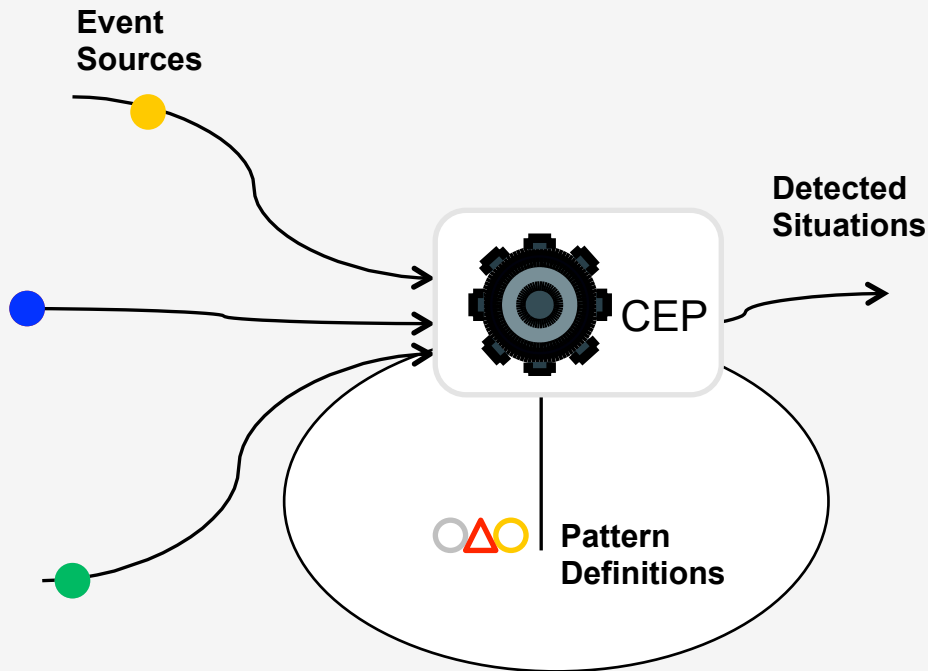 Event
Sources
Detected
Situations
CEP
Pattern
Definitions